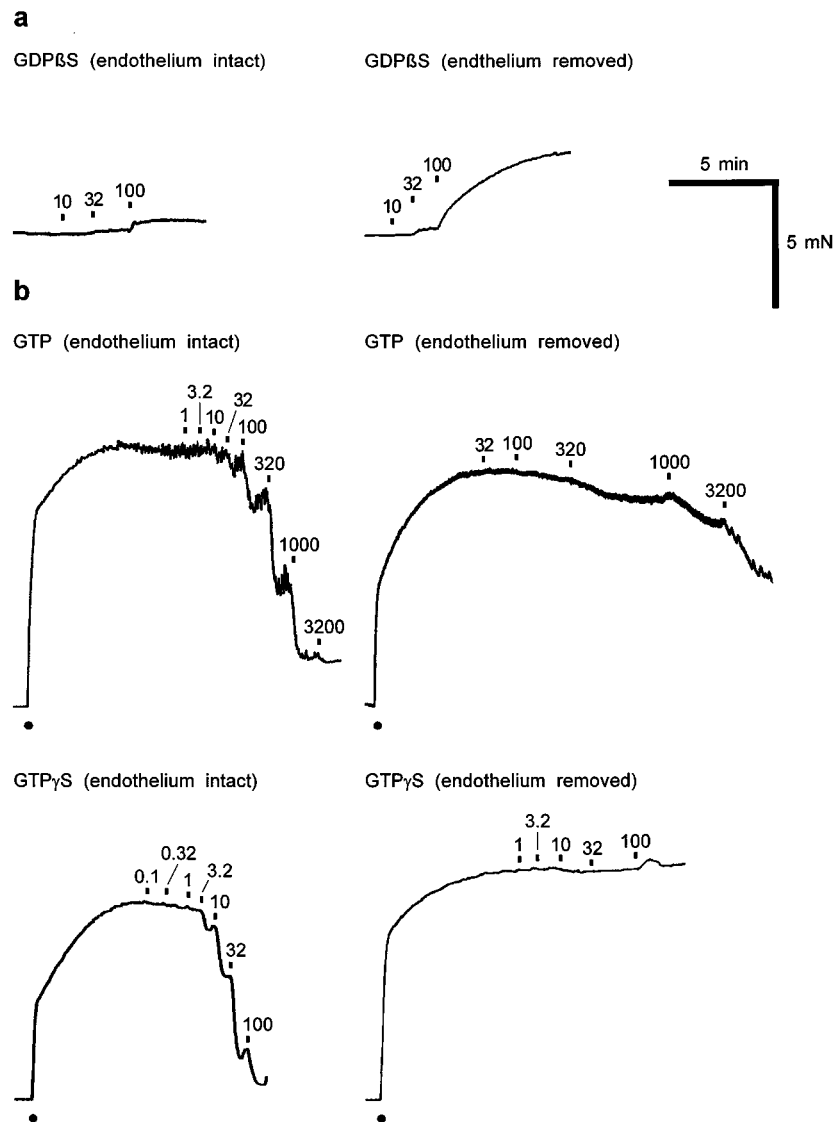 a
GDPßS (endothelium intact)
GDPßS (endthelium removed)
10 32 100
10 32 100
5 min
5 mN
b
GTP (endothelium intact)
GTP (endothelium removed)
1 3.2 10 32 100 320 1000 3200
32 100 320 1000 3200
GTPγS (endothelium intact)
GTPγS (endothelium removed)
0.1 0.32 1 3.2 10 32 100
1 3.2 10 32 100